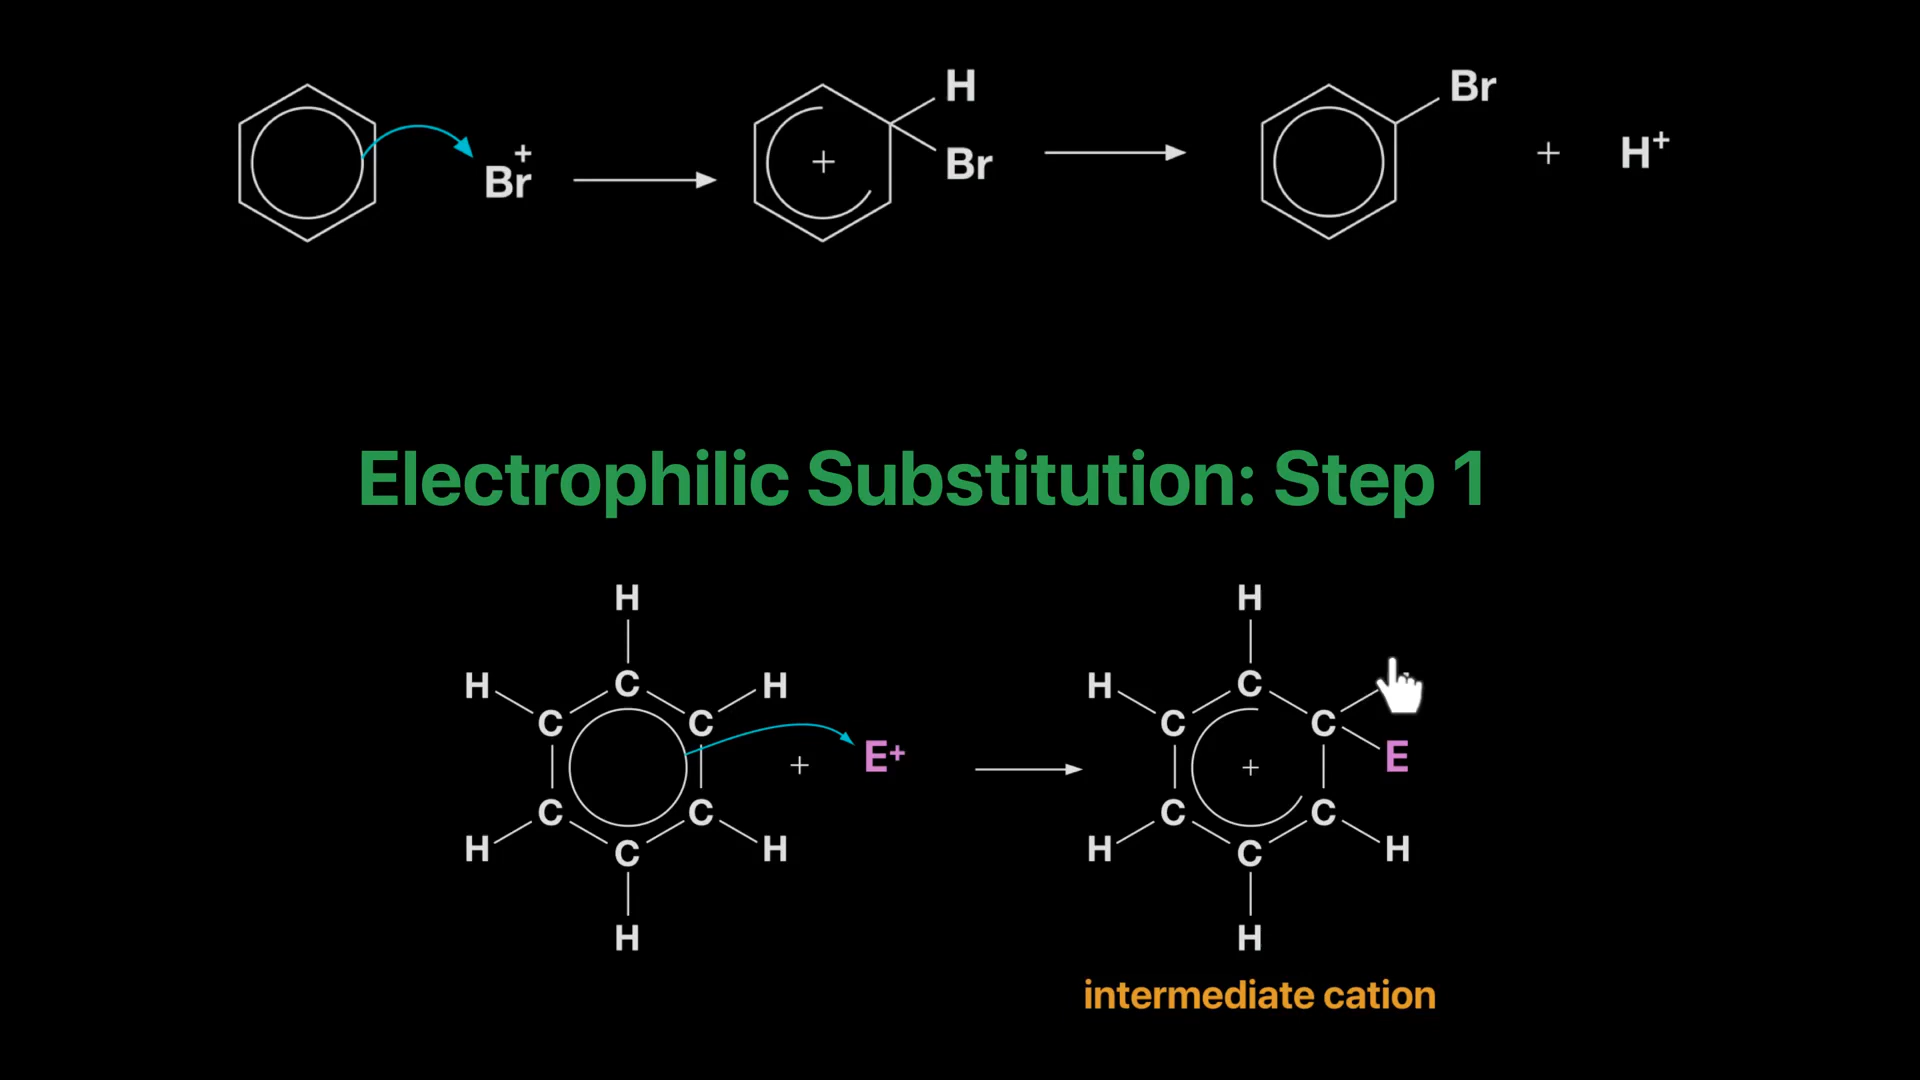 H
Br
+
Br
+
Br
H
+ H⁺
Electrophilic Substitution: Step 1
H
H
H C H
C C
+ E⁺
C C
H C H
H
H
H C
C C
+ E
C C
H C H
H
intermediate cation